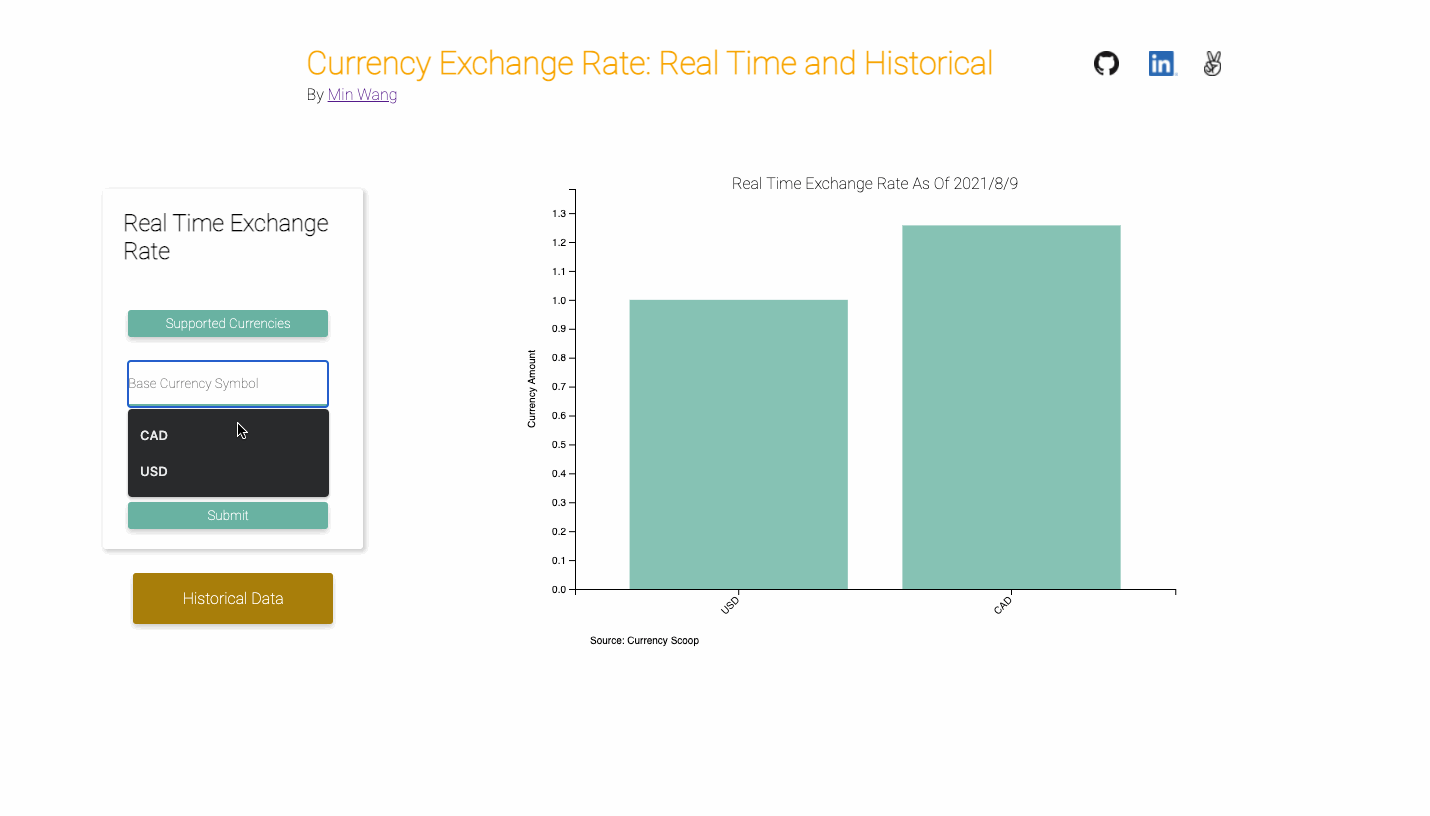 Currency Exchange Rate: Real Time and Historical
in
By Min Wang
Real Time Exchange
Rate
Supported Currencies
Base Currency Symbol
CAD
USD
Submit
Historical Data
Real Time Exchange Rate As Of 2021/8/9
1.3
1.2
1.1
1.0
0.9
0.8
0.7
0.6
0.5
0.4
0.3
0.2
0.1
0.0
Currency Amount
USD
CAD
Source: Currency Scoop